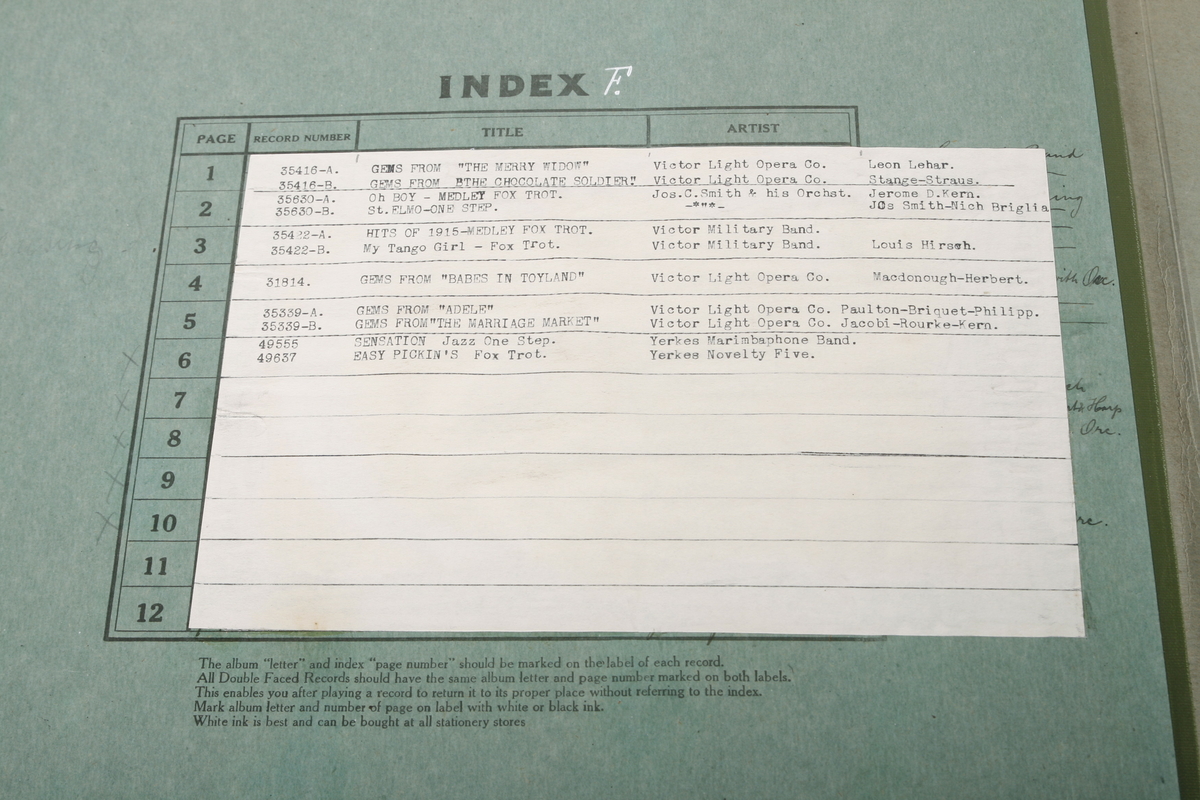 INDEX F.
PAGE RECORD NUMBER TITLE ARTIST
1 35416-A. GEMS FROM "THE MERRY WIDOW" Victor Light Opera Co. Leon Lehar.
35416-B. GEMS FROM BTHE CHOCOLATE SOLDIER" Victor Light Opera Co. Stange-Straus.
2 35630-A. Oh BOY - MEDLEY FOX TROT. Jos.C.Smith & his Orchst. Jerome D.Kern.
35630-B. St.ELMO-ONE STEP. -"""- JOs Smith-Nich Briglia
3 35422-A. HITS OF 1915-MEDLEY FOX TROT. Victor Military Band.
35422-B. My Tango Girl - Fox Trot. Victor Military Band. Louis Hirsch.
4 31814. GEMS FROM "BABES IN TOYLAND" Victor Light Opera Co. Macdonough-Herbert.
5 35339-A. GEMS FROM "ADELE" Victor Light Opera Co. Paulton-Briquet-Philipp.
35339-B. GEMS FROM"THE MARRIAGE MARKET" Victor Light Opera Co. Jacobi-Rourke-Kern.
6 49555 SENSATION Jazz One Step. Yerkes Marimbaphone Band.
49637 EASY PICKIN'S Fox Trot. Yerkes Novelty Five.
7
8
9
10
11
12
Harp
The album "letter" and index "page number" should be marked on the label of each record.
All Double Faced Records should have the same album letter and page number marked on both labels.
This enables you after playing a record to return it to its proper place without referring to the index.
Mark album letter and number of page on label with white or black ink.
White ink is best and can be bought at all stationery stores